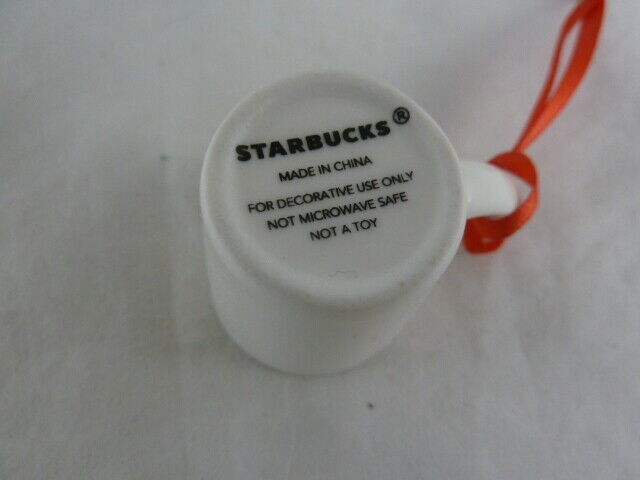 STARBUCKS®
MADE IN CHINA
FOR DECORATIVE USE ONLY
NOT MICROWAVE SAFE
NOT A TOY